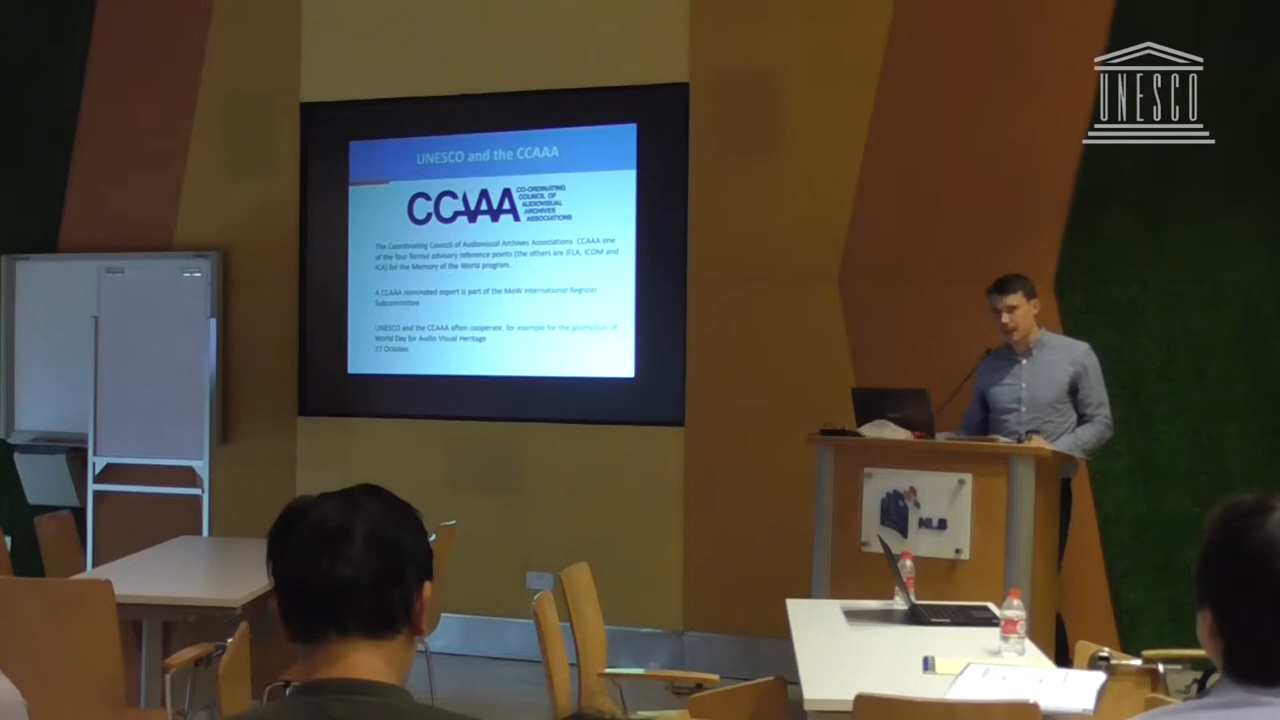 UNESCO
UNESCO and the CCAAA
CCAAA
CO-ORDINATING
COUNCIL OF
AUDIOVISUAL
ARCHIVES
ASSOCIATIONS
The Coordinating Council of Audiovisual Archives Associations CCAAA one
of the four formal advisory reference points (the others are IFLA, ICOM and
ICA) for the Memory of the World program.
A CCAAA nominated expert is part of the MoW International Register
Subcommittee
UNESCO and the CCAAA often cooperate, for example for the promotion of
World Day for Audio Visual Heritage
27 October
NLB